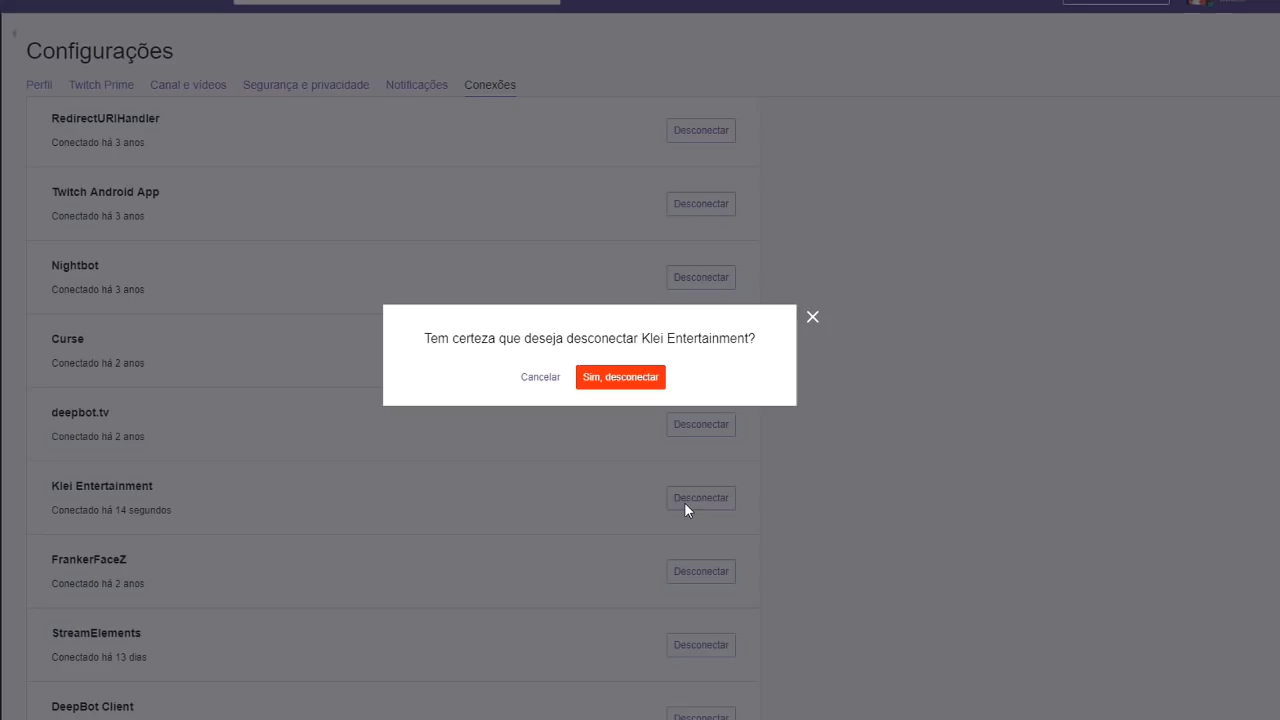 Configurações
Perfil Twitch Prime Canal e vídeos Segurança e privacidade Notificações Conexões
RedirectURIHandler
Conectado há 3 anos
Desconectar
Twitch Android App
Conectado há 3 anos
Desconectar
Nightbot
Conectado há 3 anos
Desconectar
Curse
Conectado há 2 anos
Tem certeza que deseja desconectar Klei Entertainment?
Cancelar Sim, desconectar
deepbot.tv
Conectado há 2 anos
Desconectar
Klei Entertainment
Conectado há 14 segundos
Desconectar
FrankerFaceZ
Conectado há 2 anos
Desconectar
StreamElements
Conectado há 13 dias
Desconectar
DeepBot Client
Desconectar